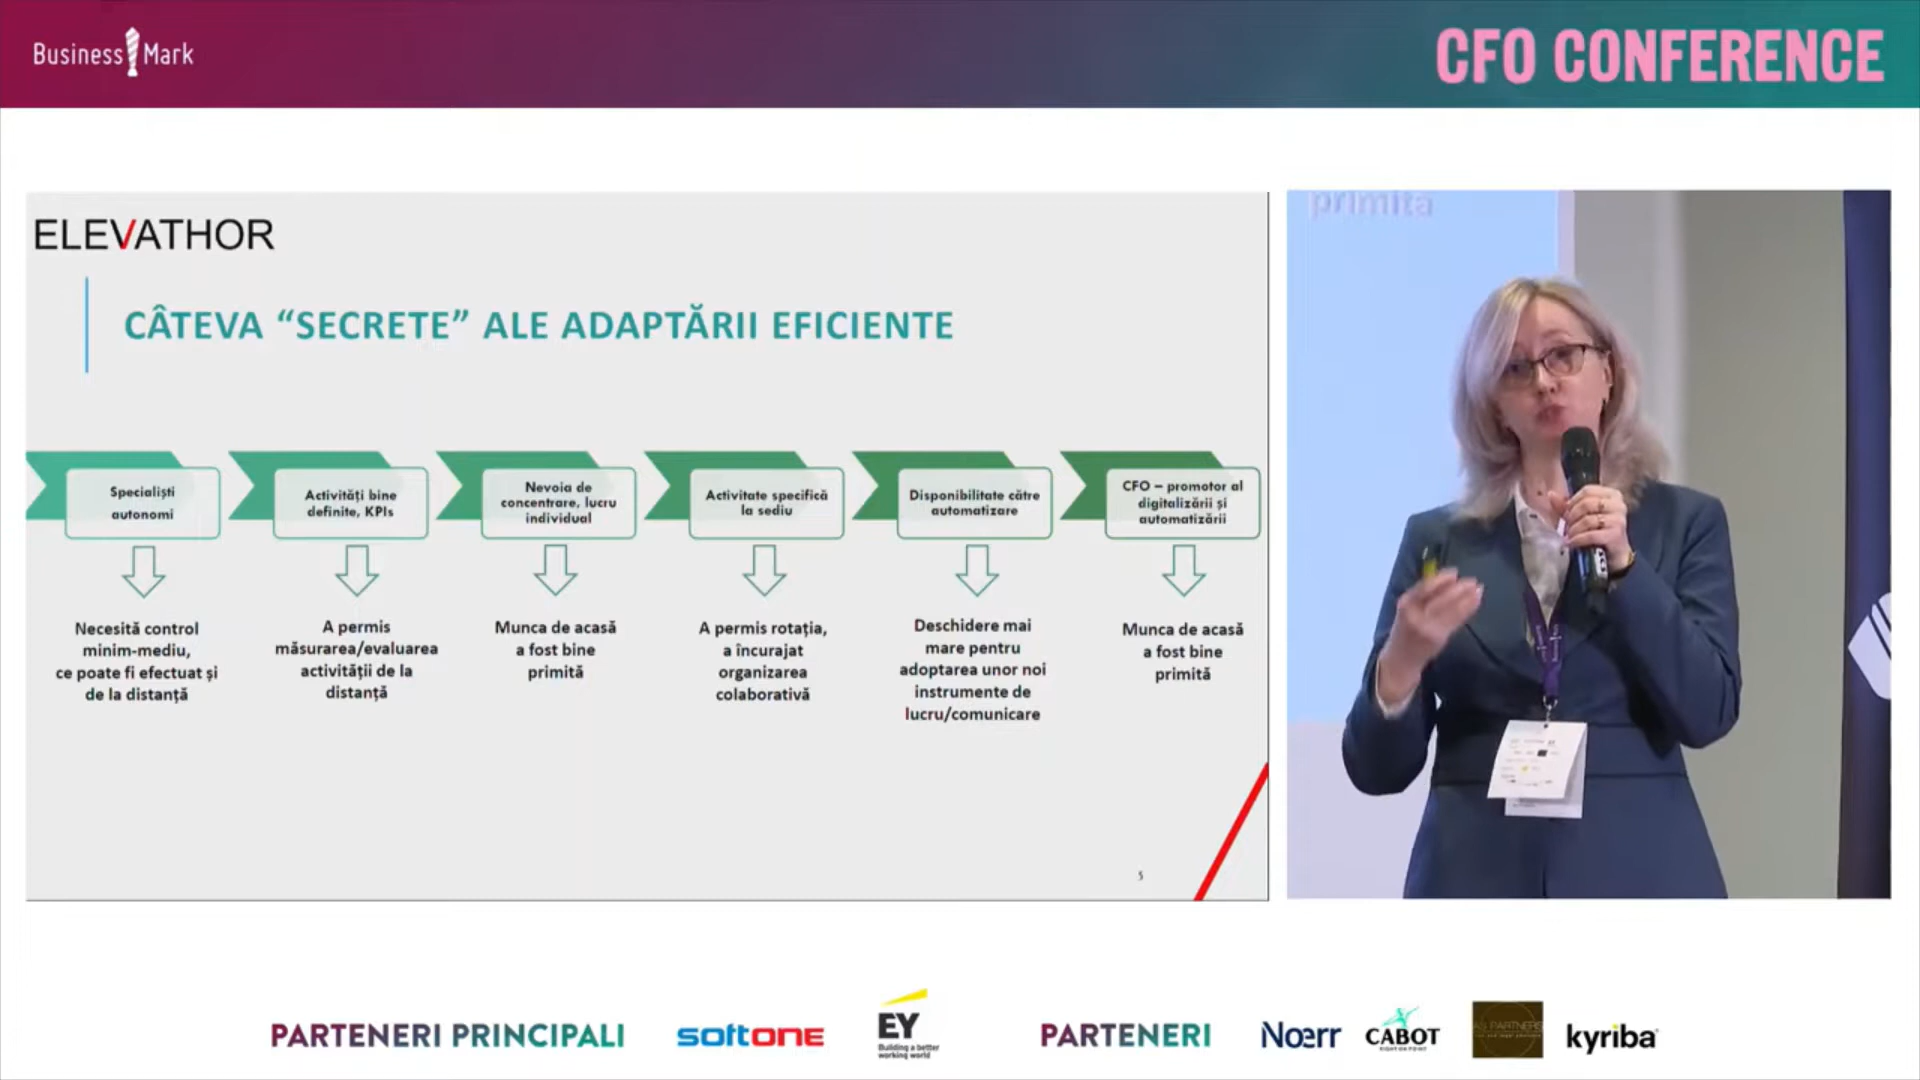 Business Mark
CFO CONFERENCE
ELEVATHOR
CÂTEVA “SECRETE” ALE ADAPTĂRII EFICIENTE
Specialiști
autonomi
Necesită control
minim-mediu,
ce poate fi efectuat și
de la distanță
Activități bine
definite, KPIs
A permis
măsurarea/evaluarea
activității de la
distanță
Nevoia de
concentrare, lucru
individual
Munca de acasă
a fost bine
primită
Activitate specifică
la sediu
A permis rotația,
a încurajat
organizarea
colaborativă
Disponibilitate către
automatizare
Deschidere mai
mare pentru
adoptarea unor noi
instrumente de
lucru/comunicare
CFO – promotor al
digitalizării și
automatizării
Munca de acasă
a fost bine
primită
5
primită
PARTENERI PRINCIPALI
softone
EY
Building a better
working world
PARTENERI
Noerr
CABOT
kyriba